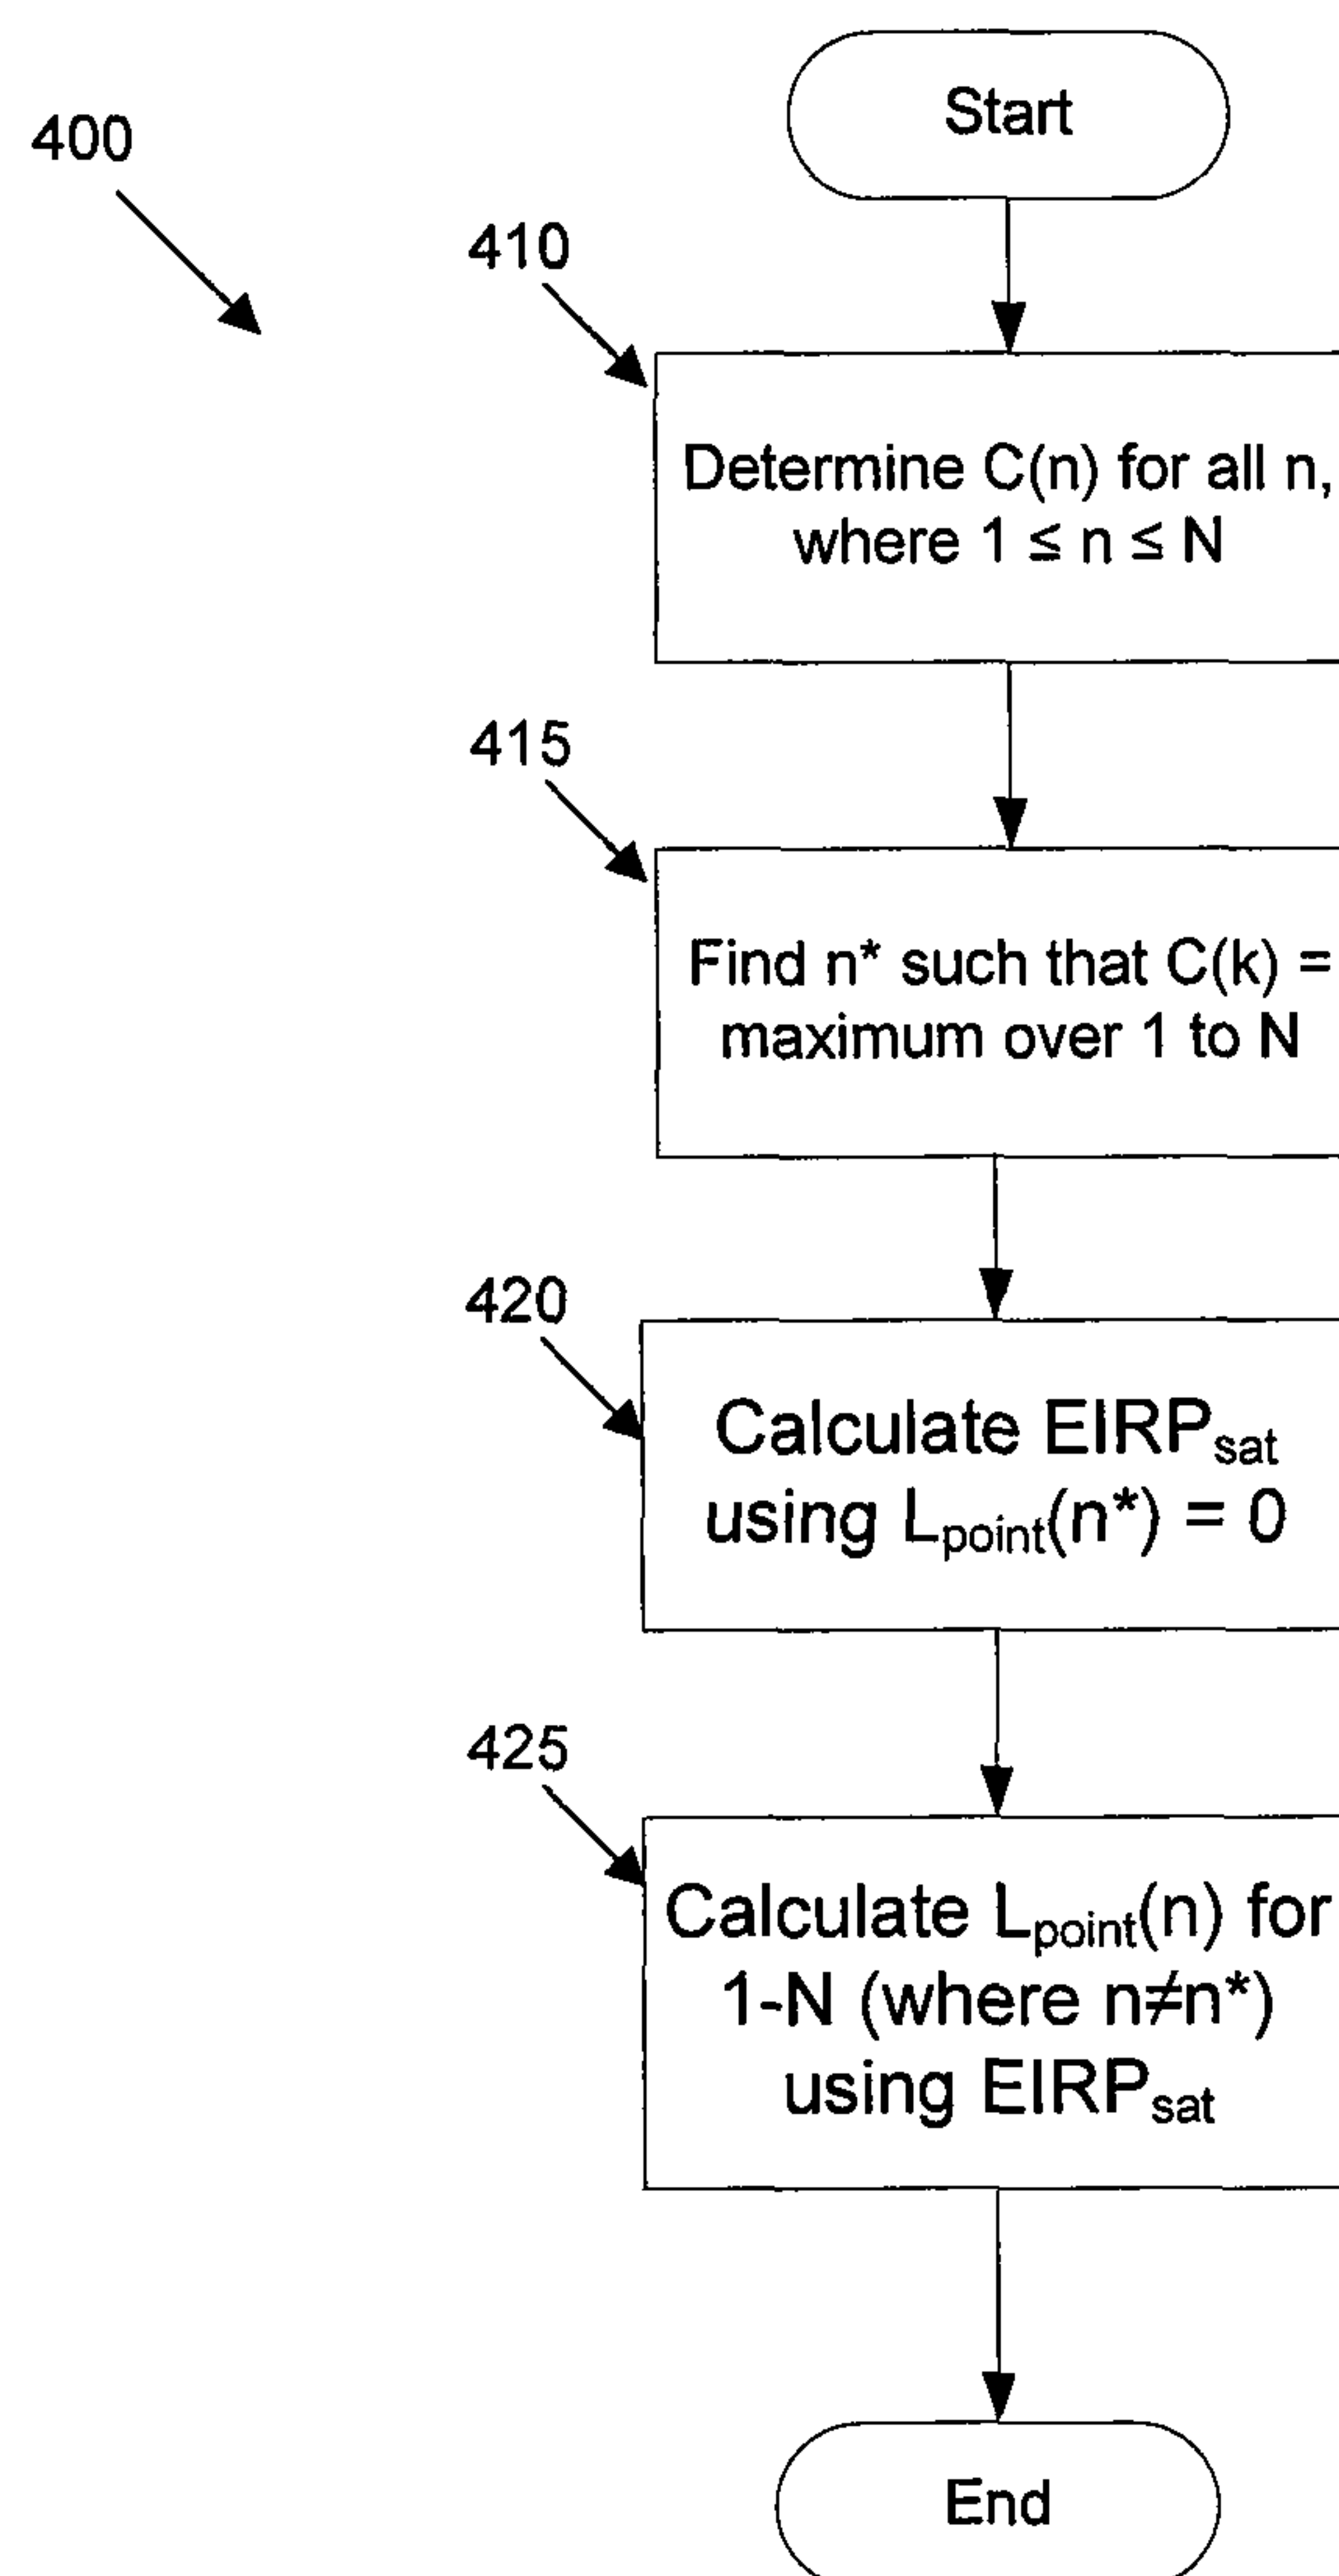 Start
400
410
Determine C(n) for all n,
where 1 ≤ n ≤ N
415
Find n* such that C(k) =
maximum over 1 to N
420
Calculate EIRPsat
using Lpoint(n*) = 0
425
Calculate Lpoint(n) for
1-N (where n≠n*)
using EIRPsat
End